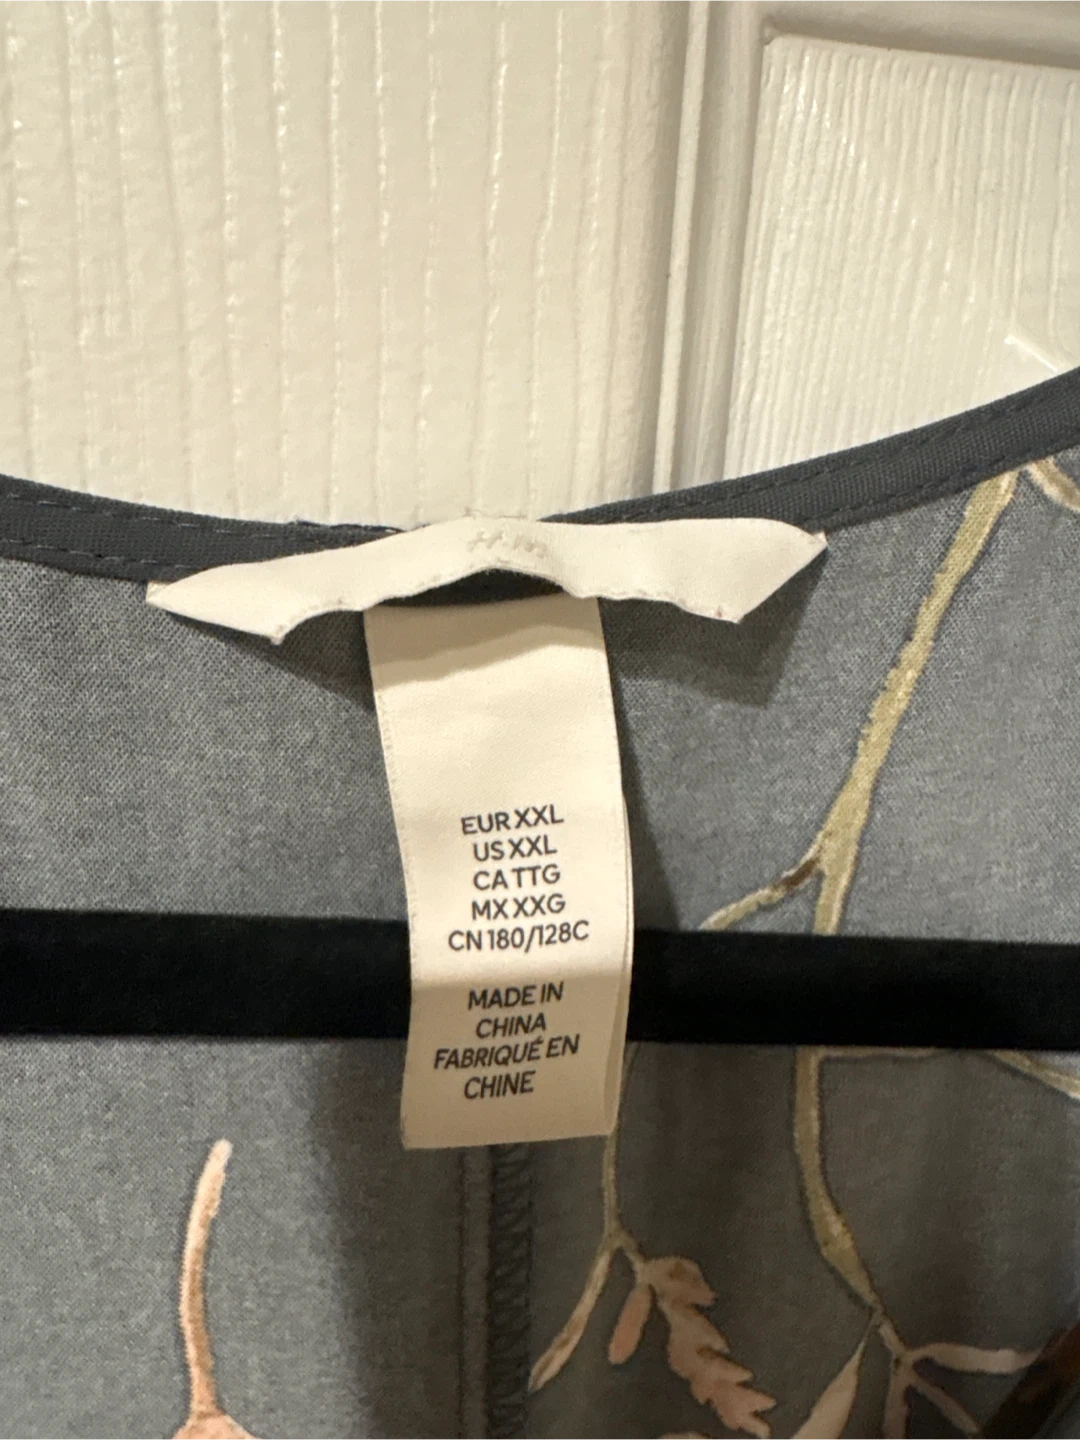 H&M
EUR XXL
US XXL
CA TTG
MX XXG
CN 180/128C
MADE IN
CHINA
FABRIQUÉ EN
CHINE